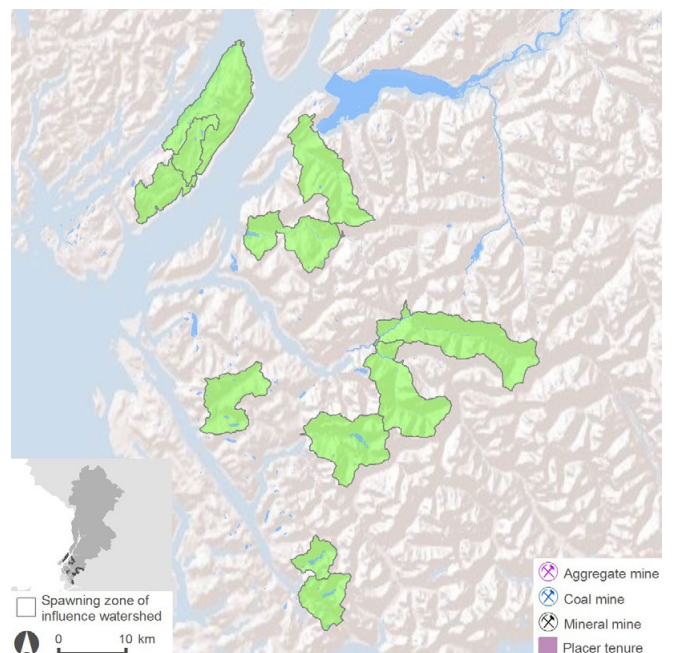 Aggregate mine
Coal mine
Mineral mine
Placer tenure
Spawning zone of
influence watershed
0 10 km